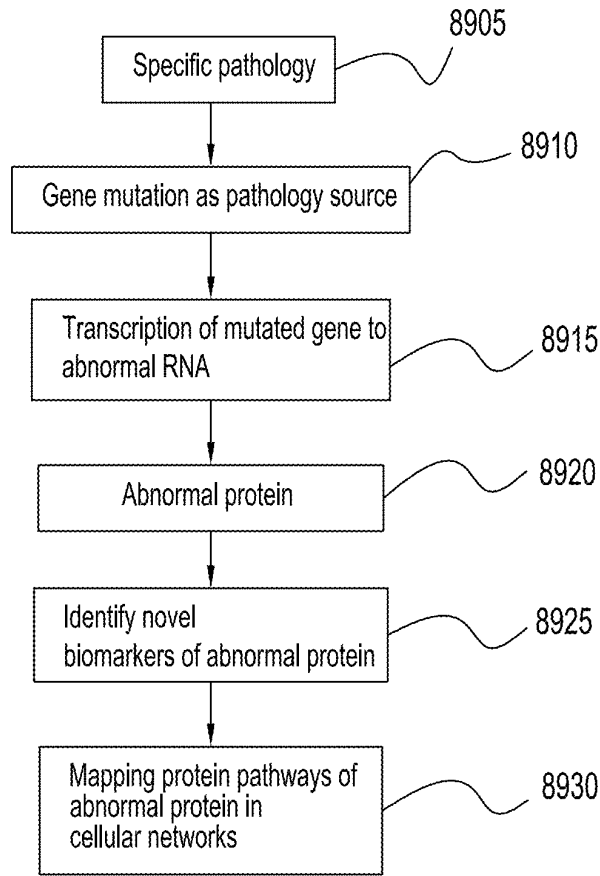 8905
Specific pathology
8910
Gene mutation as pathology source
Transcription of mutated gene to
abnormal RNA
8915
Abnormal protein
8920
Identify novel
biomarkers of abnormal protein
8925
Mapping protein pathways of
abnormal protein in
cellular networks
8930